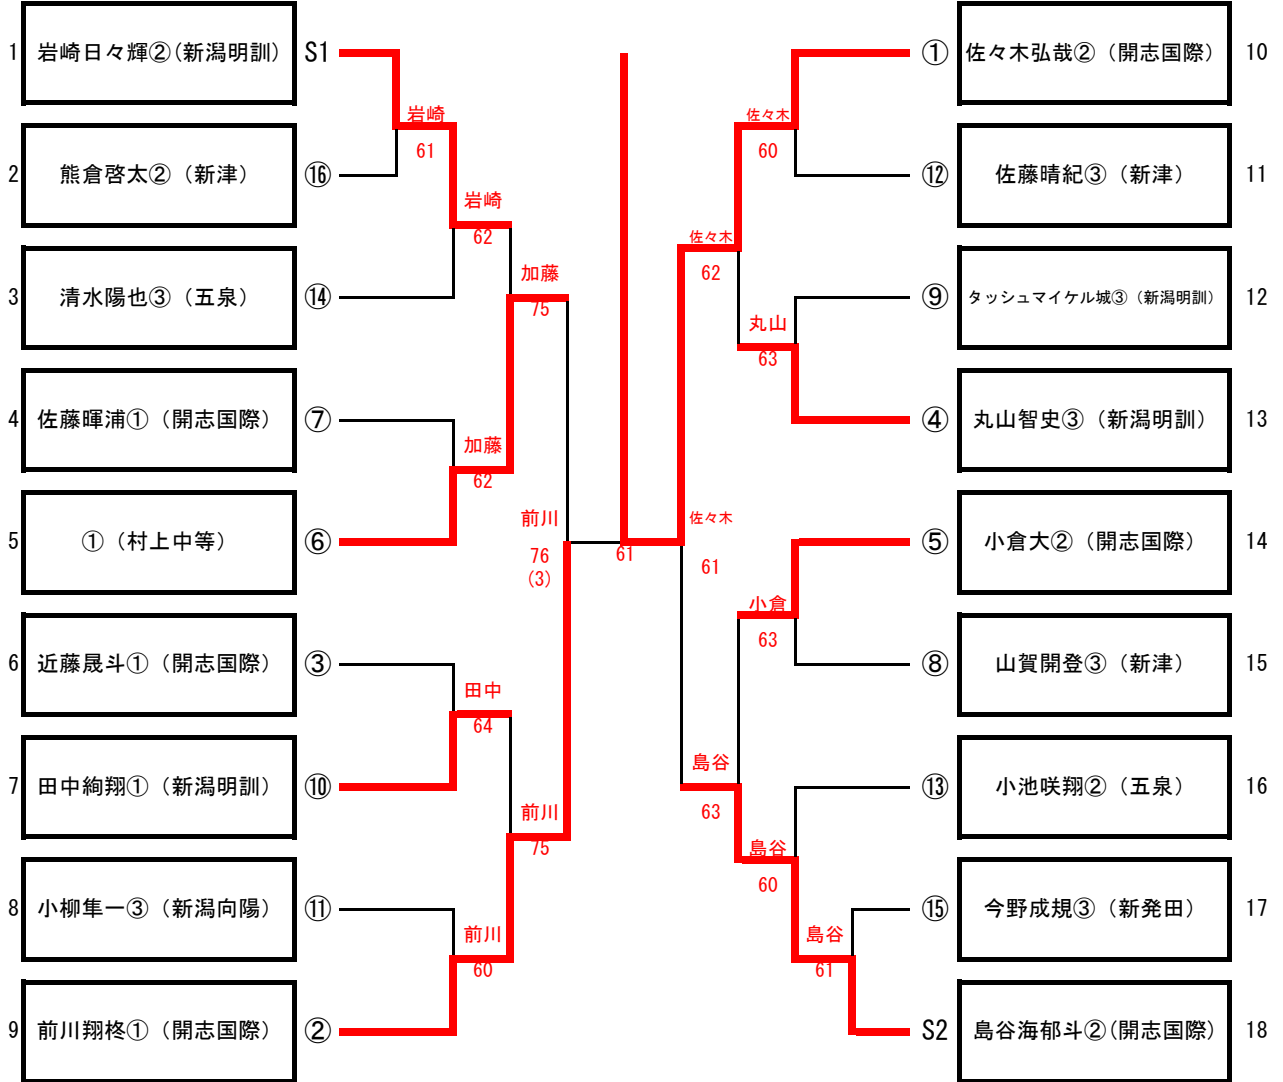 1 岩崎日々輝②(新潟明訓) S1
2 熊倉啓太②（新津） ⑯
3 清水陽也③（五泉） ⑭
4 佐藤暉浦①（開志国際） ⑦
5 ①（村上中等） ⑥
6 近藤晟斗①（開志国際） ③
7 田中絢翔①（新潟明訓） ⑩
8 小柳隼一③（新潟向陽） ⑪
9 前川翔柊①（開志国際） ②
岩崎
61
岩崎
62
加藤
75
加藤
62
前川
76
(3)
田中
64
前川
75
前川
60
61
佐々木
60
佐々木
62
丸山
63
佐々木
61
小倉
63
島谷
63
島谷
60
島谷
61
① 佐々木弘哉②（開志国際） 10
⑫ 佐藤晴紀③（新津） 11
⑨ タッシュマイケル城③（新潟明訓） 12
④ 丸山智史③（新潟明訓） 13
⑤ 小倉大②（開志国際） 14
⑧ 山賀開登③（新津） 15
⑬ 小池咲翔②（五泉） 16
⑮ 今野成規③（新発田） 17
S2 島谷海郁斗②(開志国際) 18